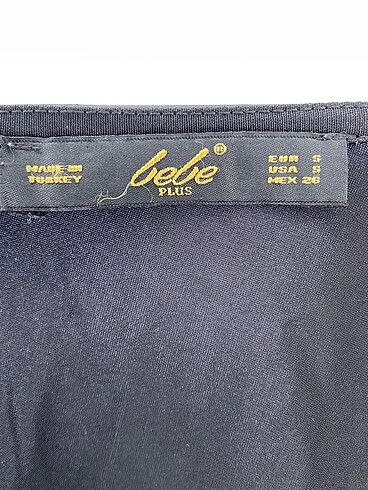 MADE IN
TURKEY
bebe®
PLUS
EUR S
USA S
MEX 26